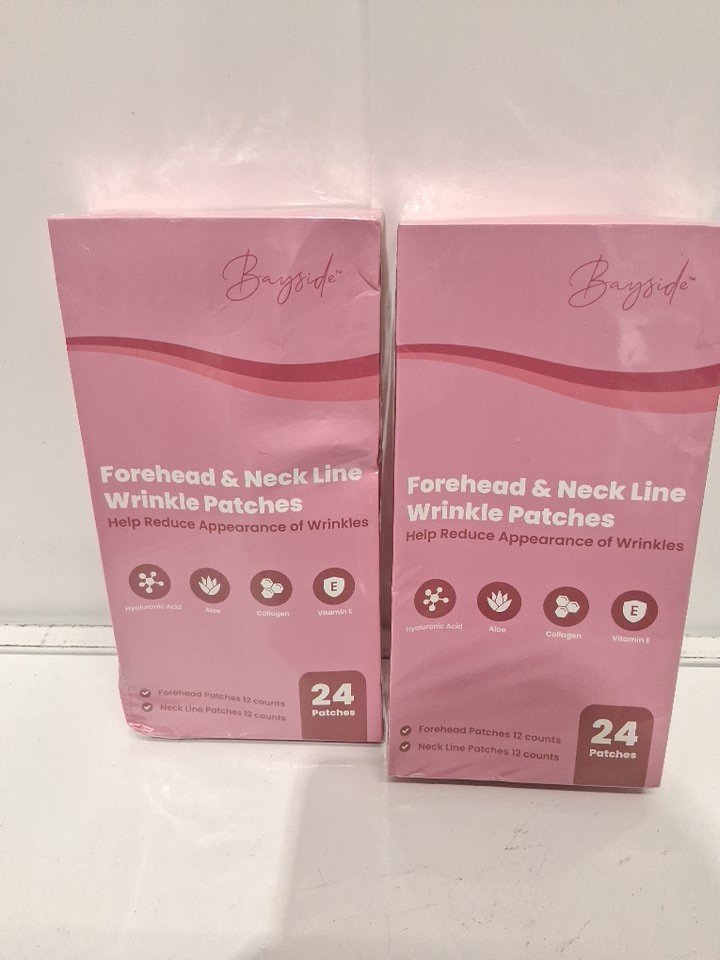 Bayside™
Forehead & Neck Line
Wrinkle Patches
Help Reduce Appearance of Wrinkles
Hyaluronic Acid
Aloe
Collagen
E
Vitamin E
Forehead Patches 12 counts
Neck Line Patches 12 counts
24
Patches
Bayside™
Forehead & Neck Line
Wrinkle Patches
Help Reduce Appearance of Wrinkles
Hyaluronic Acid
Aloe
Collagen
E
Vitamin E
Forehead Patches 12 counts
Neck Line Patches 12 counts
24
Patches